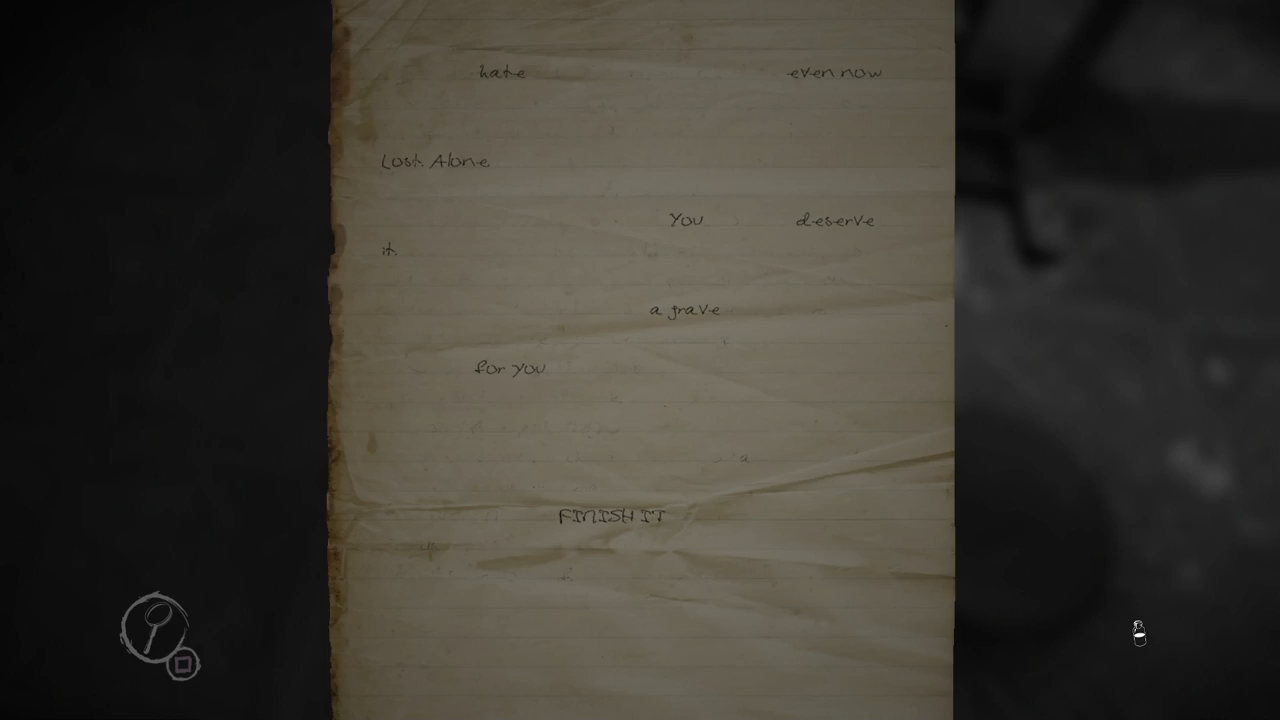 hate even now
Lost. Alone
You deserve
it.
a grave
for you
a
FINISH IT